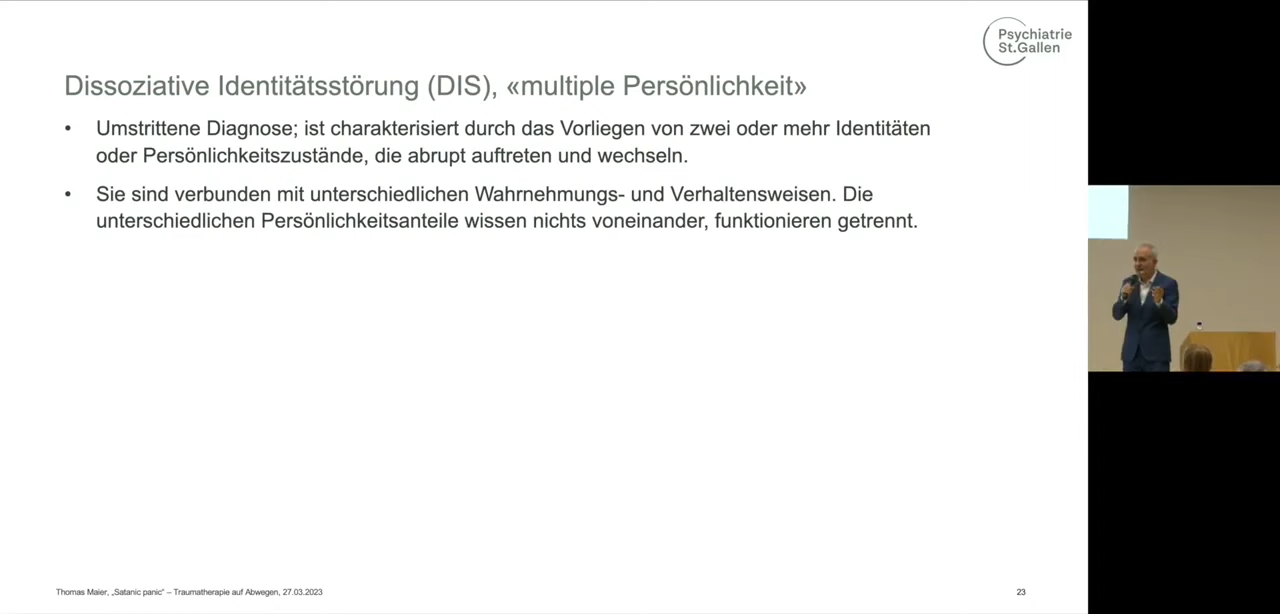 Psychiatrie
St.Gallen
Dissoziative Identitätsstörung (DIS), «multiple Persönlichkeit»
• Umstrittene Diagnose; ist charakterisiert durch das Vorliegen von zwei oder mehr Identitäten
oder Persönlichkeitszustände, die abrupt auftreten und wechseln.
• Sie sind verbunden mit unterschiedlichen Wahrnehmungs- und Verhaltensweisen. Die
unterschiedlichen Persönlichkeitsanteile wissen nichts voneinander, funktionieren getrennt.
Thomas Maier, „Satanic panic“ – Traumatherapie auf Abwegen, 27.03.2023
23